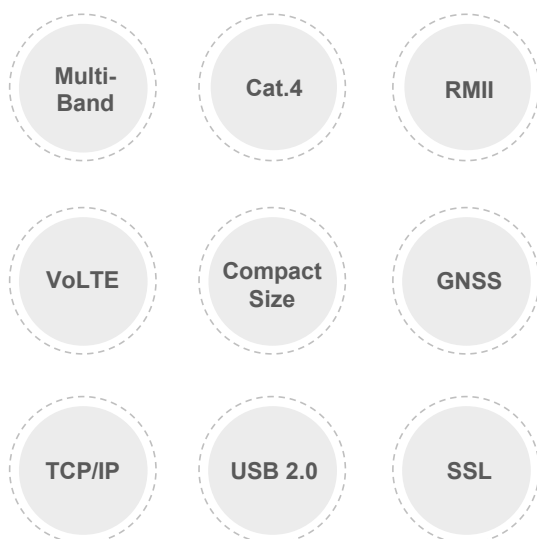 Multi-
Band
Cat.4
RMII
VoLTE
Compact
Size
GNSS
TCP/IP
USB 2.0
SSL